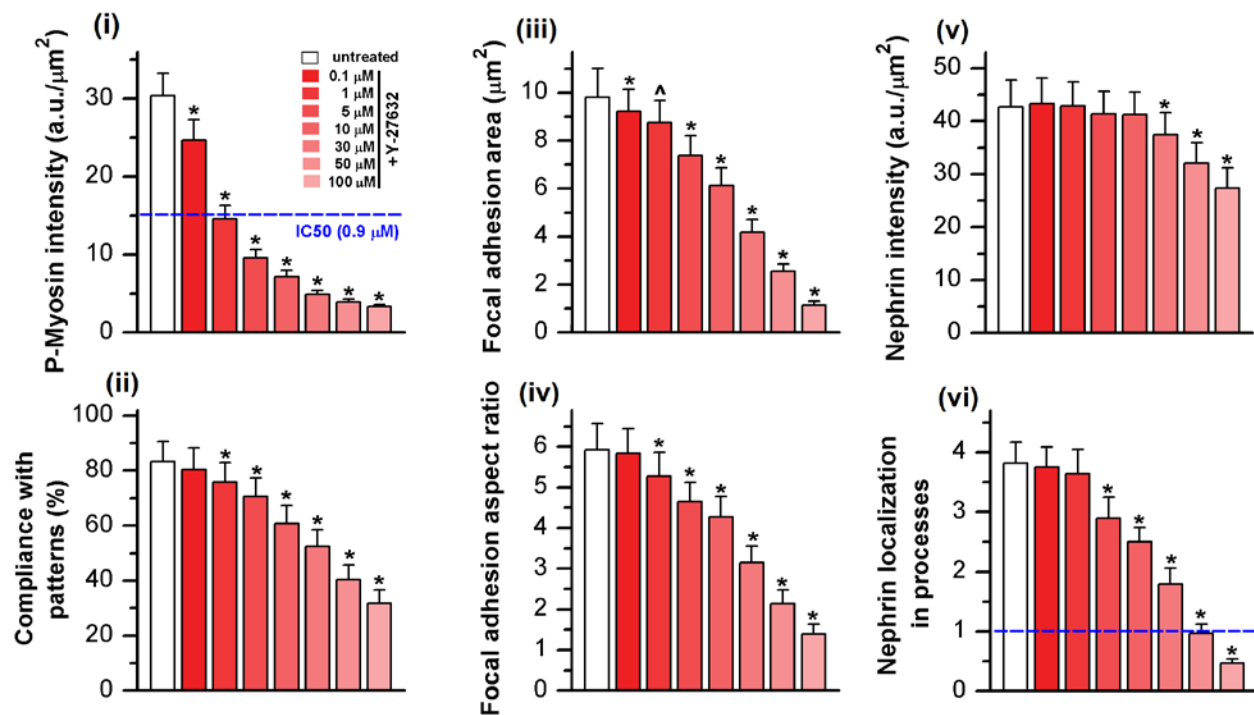 (i)
P-Myosin intensity (a.u./μm²)
30
20
10
0
untreated
0.1 μM
1 μM
5 μM
10 μM
30 μM
50 μM
100 μM
+Y-27632
* * * * * * *
IC50 (0.9 μM)
(iii)
Focal adhesion area (μm²)
10
8
6
4
2
0
* ^ * * * * *
(v)
Nephrin intensity (a.u./μm²)
50
40
30
20
10
0
* * *
(ii)
Compliance with
patterns (%)
100
80
60
40
20
0
* * * * * *
(iv)
Focal adhesion aspect ratio
6
5
4
3
2
1
0
* * * * * *
(vi)
Nephrin localization
in processes
4
3
2
1
0
* * * * *